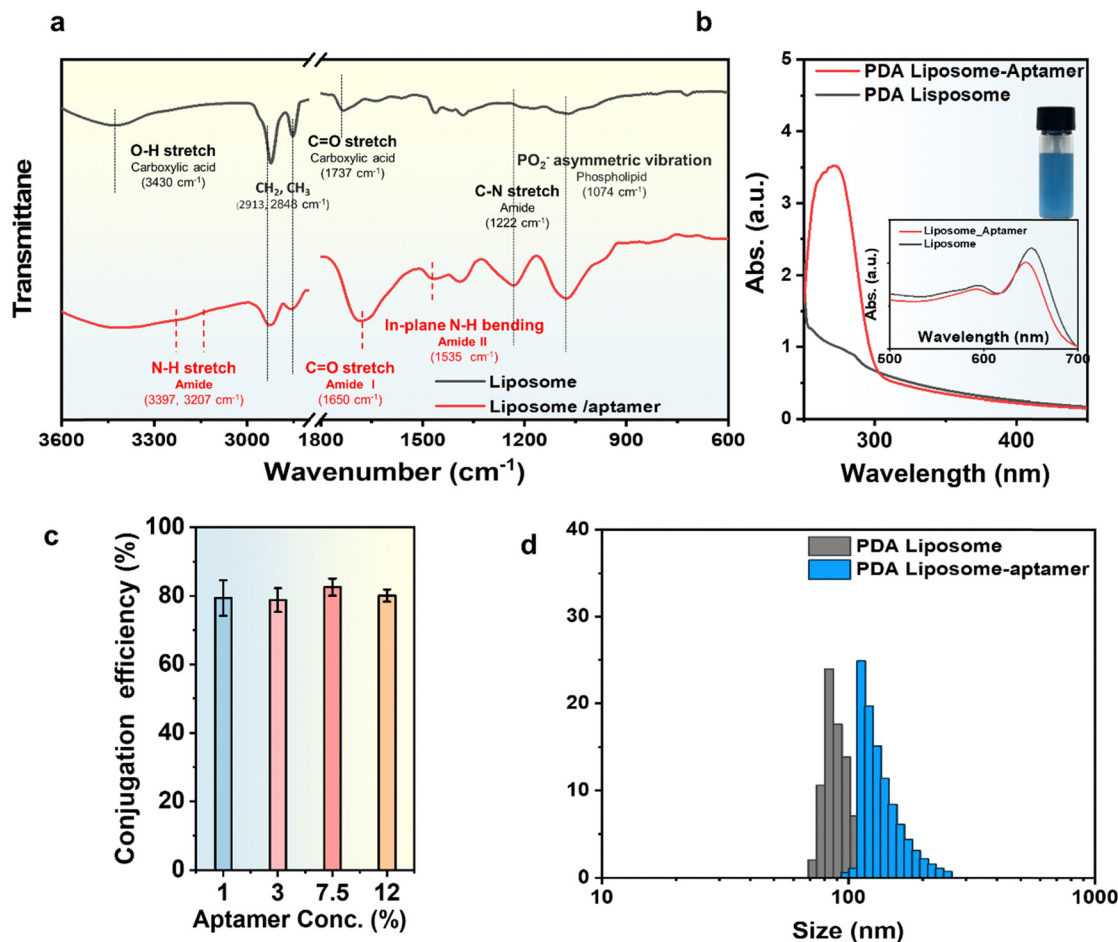 a
Transmittane
O-H stretch
Carboxylic acid
(3430 cm-1)
CH2, CH3
(2913, 2848 cm-1)
C=O stretch
Carboxylic acid
(1737 cm-1)
PO2- asymmetric vibration
Phospholipid
(1074 cm-1)
C-N stretch
Amide
(1222 cm-1)
N-H stretch
Amide
(3397, 3207 cm-1)
C=O stretch
Amide I
(1650 cm-1)
In-plane N-H bending
Amide II
(1535 cm-1)
Liposome
Liposome /aptamer
3600 3300 3000 1800 1500 1200 900 600
Wavenumber (cm-1)
b
Abs. (a.u.)
5
4
3
2
1
0
PDA Liposome-Aptamer
PDA Lisposome
Liposome_Aptamer
Liposome
Abs. (a.u.)
Wavelength (nm)
500 600 700
300 400
Wavelength (nm)
c
Conjugation efficiency (%)
100
80
60
40
20
0
1 3 7.5 12
Aptamer Conc. (%)
d
40
30
20
10
0
PDA Liposome
PDA Liposome-aptamer
10 100 1000
Size (nm)